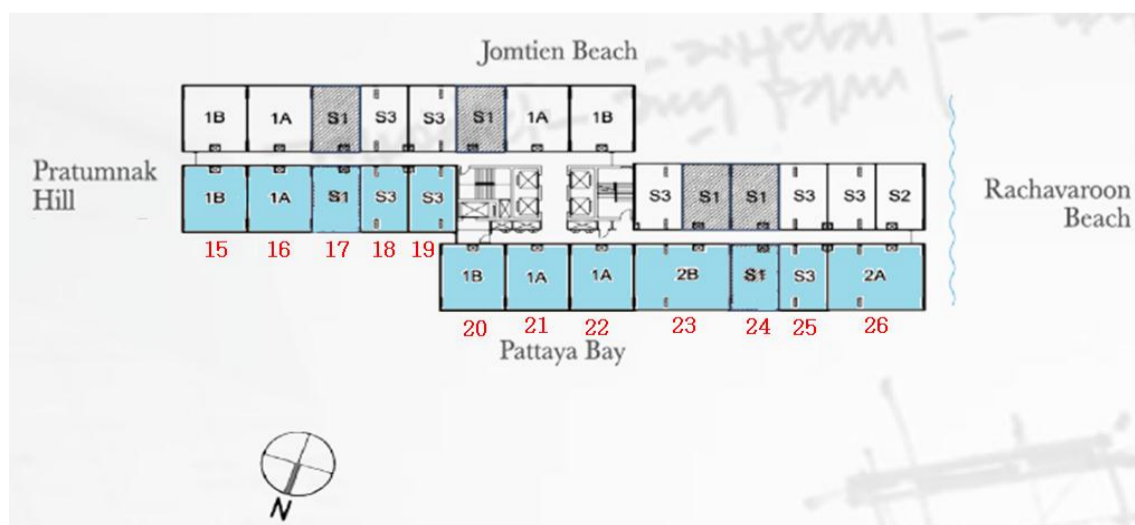 Jomtien Beach
1B 1A S1 S3 S3 S1 1A 1B
Pratumnak
Hill
1B 1A S1 S3 S3
S3 S1 S1 S3 S3 S2
Rachavaroon
Beach
15 16 17 18 19
1B 1A 1A 2B S1 S3 2A
20 21 22 23 24 25 26
Pattaya Bay
N